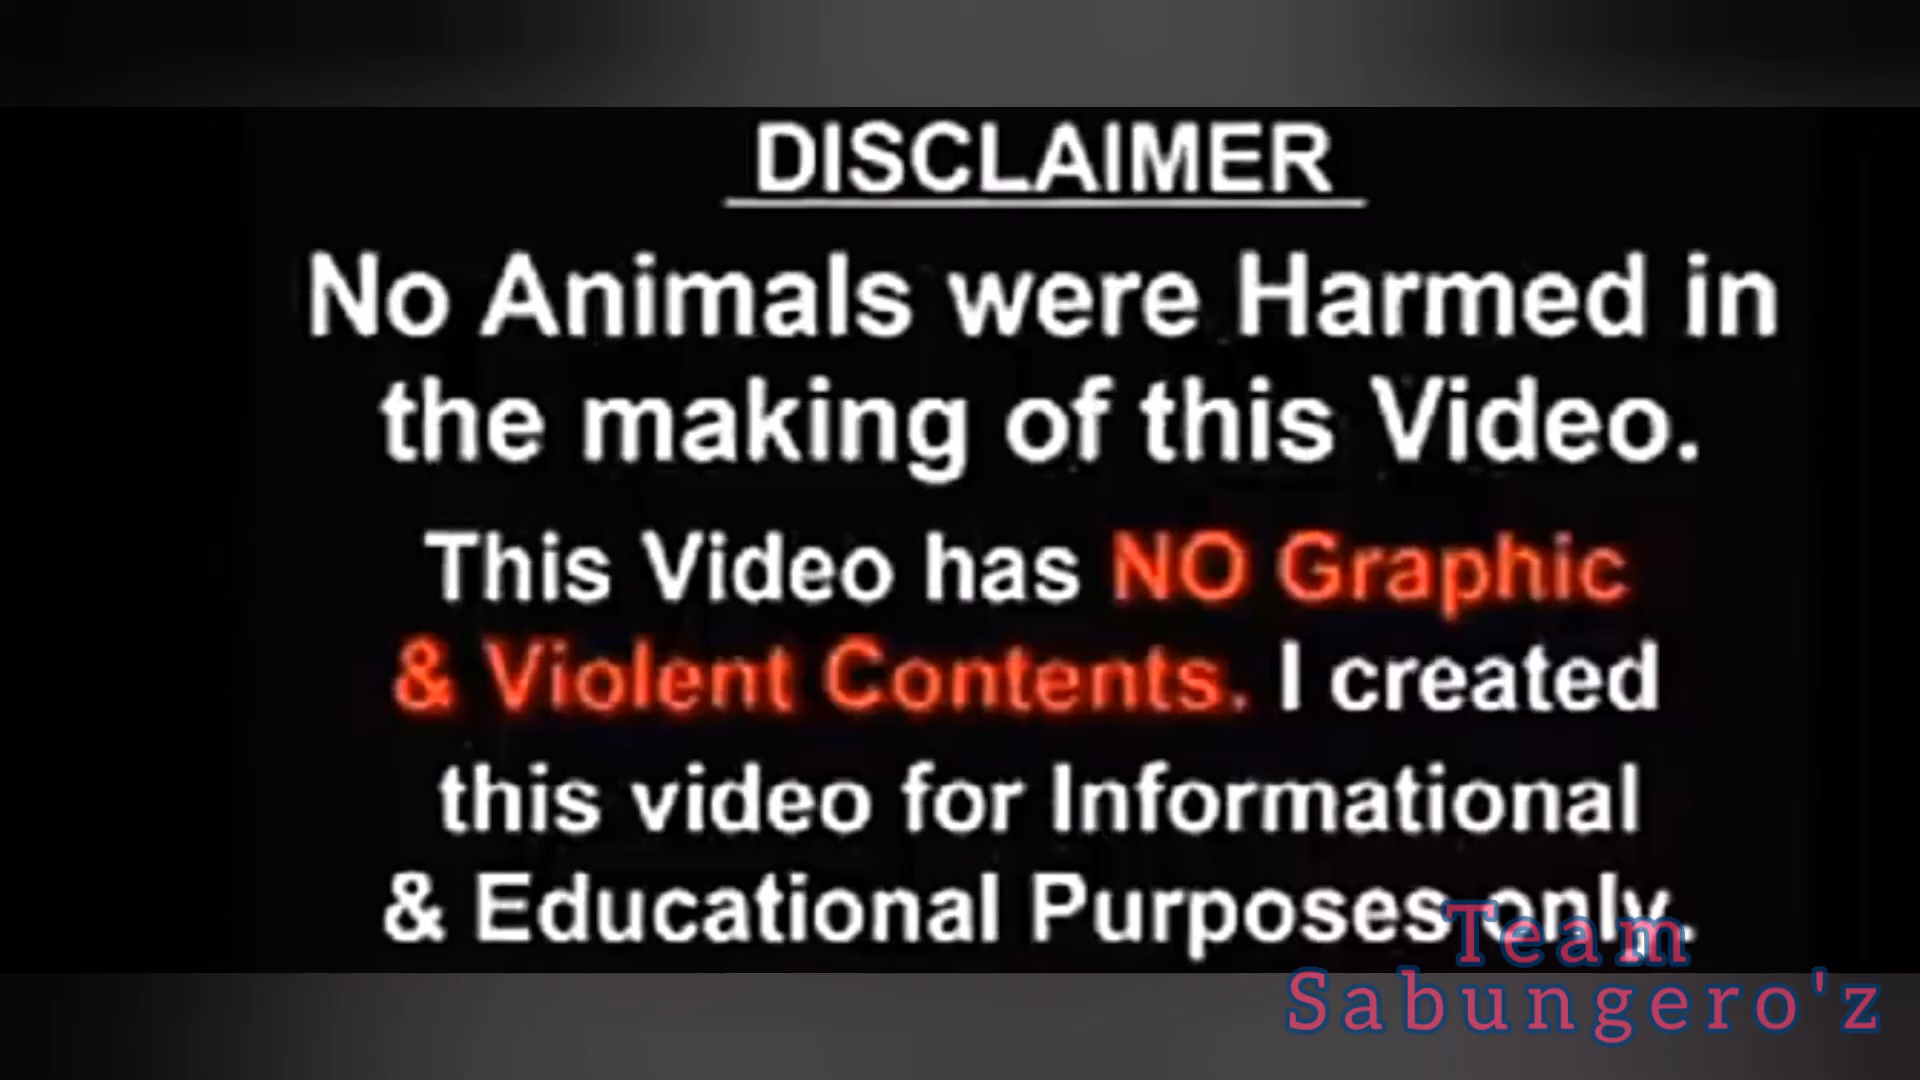 DISCLAIMER
No Animals were Harmed in
the making of this Video.
This Video has NO Graphic
& Violent Contents. I created
this video for Informational
& Educational Purposes only.
Team
Sabungero'z